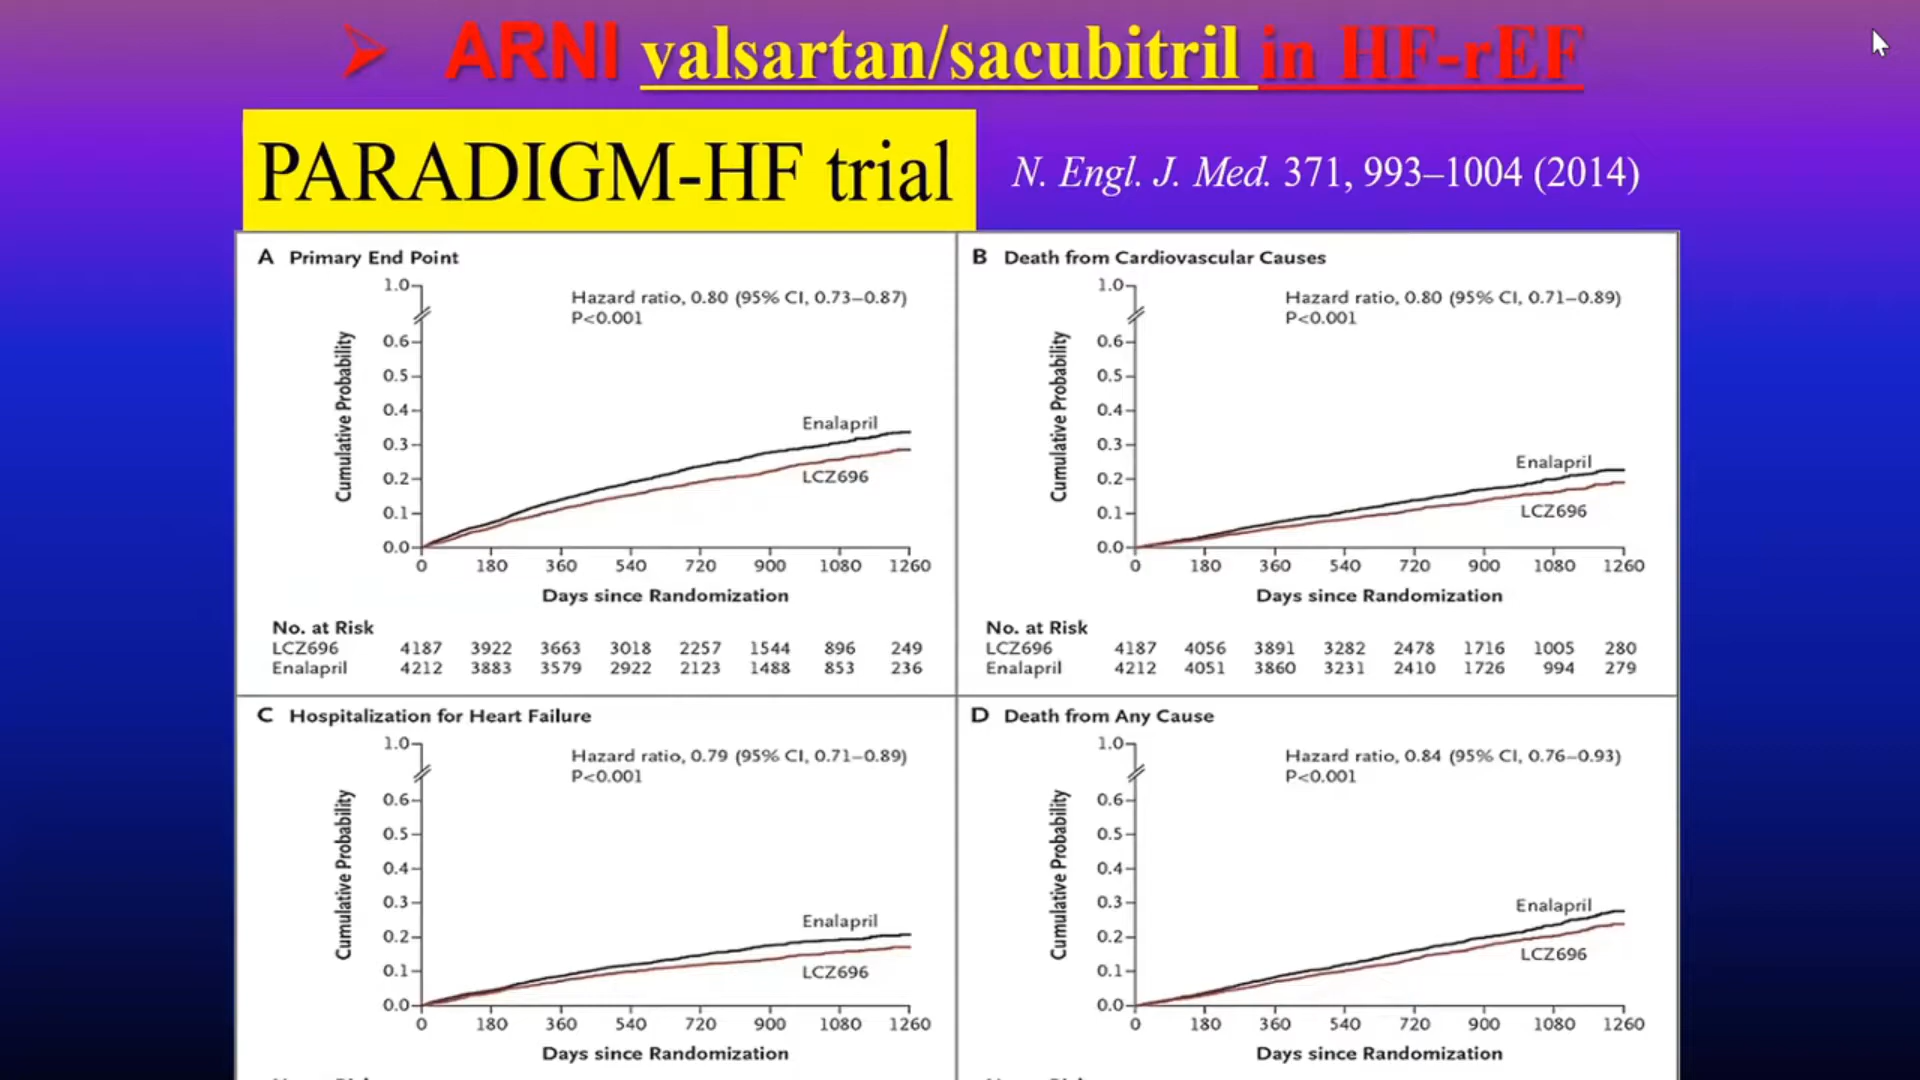 ➢ ARNI valsartan/sacubitril in HF-rEF
PARADIGM-HF trial
N. Engl. J. Med. 371, 993–1004 (2014)
A Primary End Point
Hazard ratio, 0.80 (95% CI, 0.73–0.87)
P<0.001
Cumulative Probability
1.0
0.6
0.5
0.4
0.3
0.2
0.1
0.0
Enalapril
LCZ696
0 180 360 540 720 900 1080 1260
Days since Randomization
No. at Risk
LCZ696 4187 3922 3663 3018 2257 1544 896 249
Enalapril 4212 3883 3579 2922 2123 1488 853 236
B Death from Cardiovascular Causes
Hazard ratio, 0.80 (95% CI, 0.71–0.89)
P<0.001
Cumulative Probability
1.0
0.6
0.5
0.4
0.3
0.2
0.1
0.0
Enalapril
LCZ696
0 180 360 540 720 900 1080 1260
Days since Randomization
No. at Risk
LCZ696 4187 4056 3891 3282 2478 1716 1005 280
Enalapril 4212 4051 3860 3231 2410 1726 994 279
C Hospitalization for Heart Failure
Hazard ratio, 0.79 (95% CI, 0.71–0.89)
P<0.001
Cumulative Probability
1.0
0.6
0.5
0.4
0.3
0.2
0.1
0.0
Enalapril
LCZ696
0 180 360 540 720 900 1080 1260
Days since Randomization
D Death from Any Cause
Hazard ratio, 0.84 (95% CI, 0.76–0.93)
P<0.001
Cumulative Probability
1.0
0.6
0.5
0.4
0.3
0.2
0.1
0.0
Enalapril
LCZ696
0 180 360 540 720 900 1080 1260
Days since Randomization